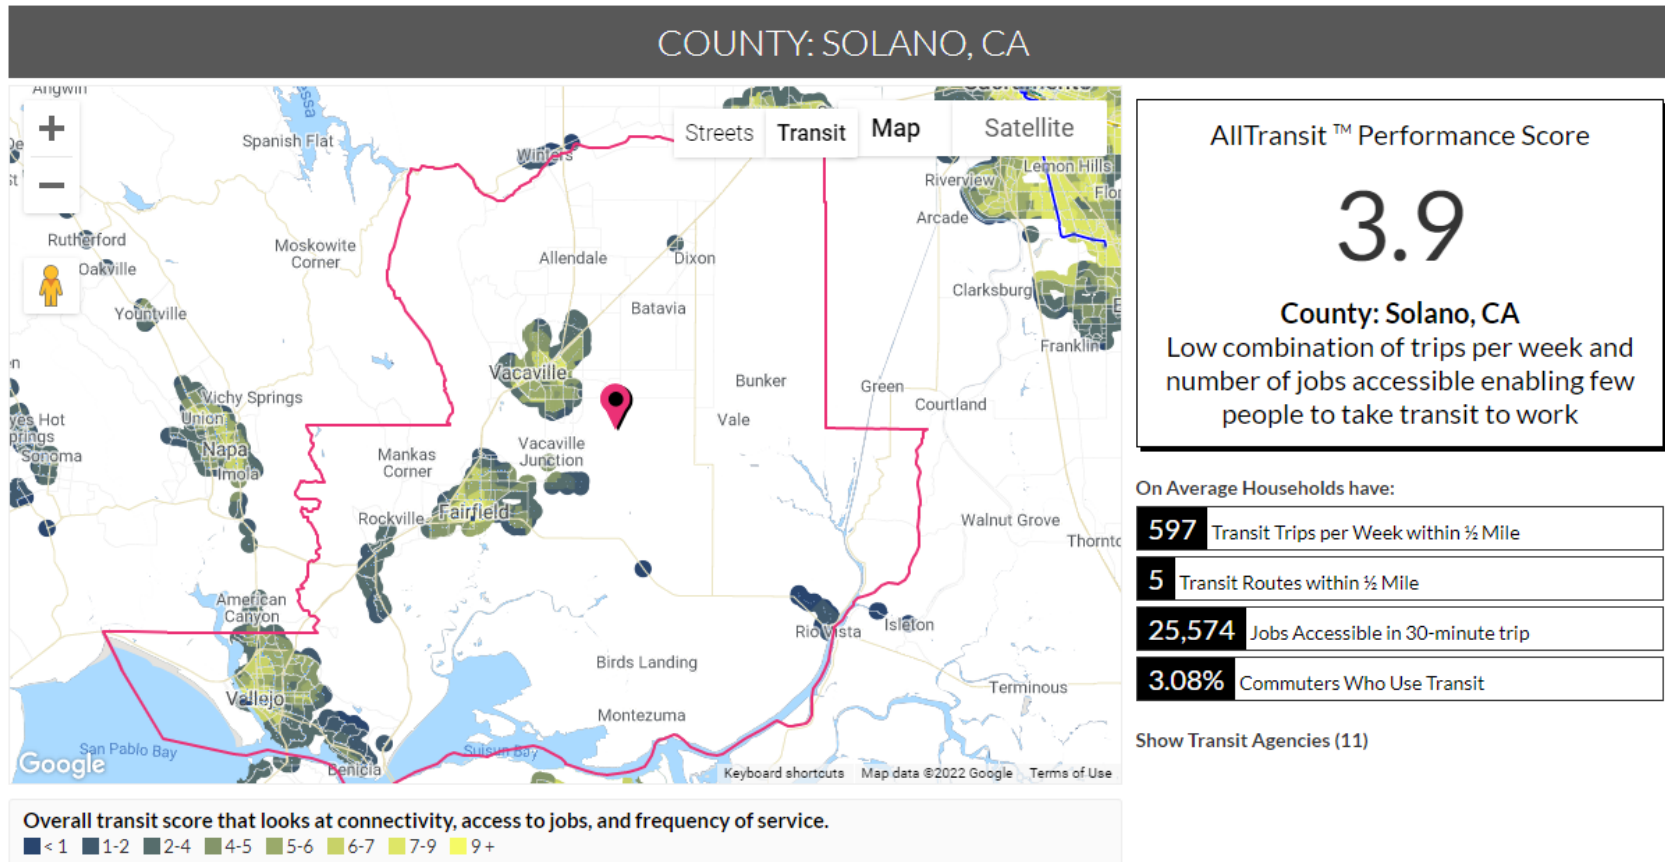 COUNTY: SOLANO, CA
Angwin
Spanish Flat
Winters
Streets
Transit
Map
Satellite
Sacramento
Lemon Hills
Riverview
Arcade
Rutherford
Oakville
Moskowite
Corner
Allendale
Dixon
Batavia
Clarksburg
Yountville
Franklin
Vacaville
Bunker
Green
Courtland
Vale
Vichy Springs
Union
Napa
Imola
Sonoma
Mankas
Corner
Vacaville
Junction
Rockville
Fairfield
Walnut Grove
American
Canyon
Rio Vista
Isleton
Birds Landing
Terminous
Vallejo
Montezuma
San Pablo Bay
Suisun Bay
Benicia
Google
Keyboard shortcuts
Map data ©2022 Google
Terms of Use
Overall transit score that looks at connectivity, access to jobs, and frequency of service.
< 1 1-2 2-4 4-5 5-6 6-7 7-9 9 +
AllTransit ™ Performance Score
3.9
County: Solano, CA
Low combination of trips per week and
number of jobs accessible enabling few
people to take transit to work
On Average Households have:
597 Transit Trips per Week within ½ Mile
5 Transit Routes within ½ Mile
25,574 Jobs Accessible in 30-minute trip
3.08% Commuters Who Use Transit
Show Transit Agencies (11)